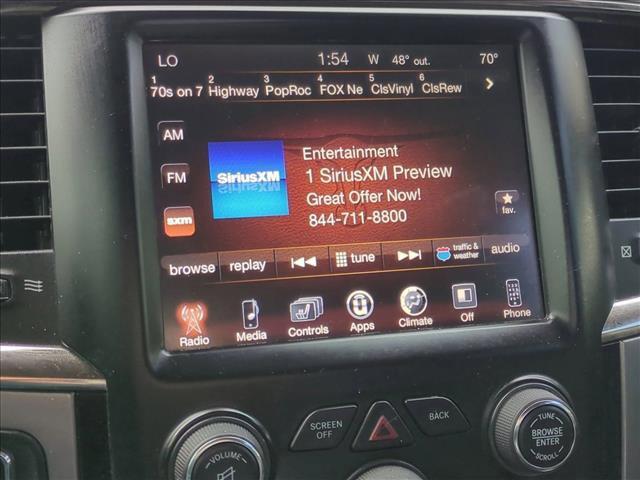 LO 1:54 W 48° out. 70°
1 2 3 4 5 6
70s on 7 Highway PopRoc FOX Ne ClsVinyl ClsRew >
AM
FM
sxm
SiriusXM
Entertainment
1 SiriusXM Preview
Great Offer Now!
844-711-8800
fav.
browse replay tune traffic & weather audio
Radio Media Controls Apps Climate Off Phone
VOLUME
SCREEN OFF
BACK
TUNE
BROWSE
ENTER
SCROLL